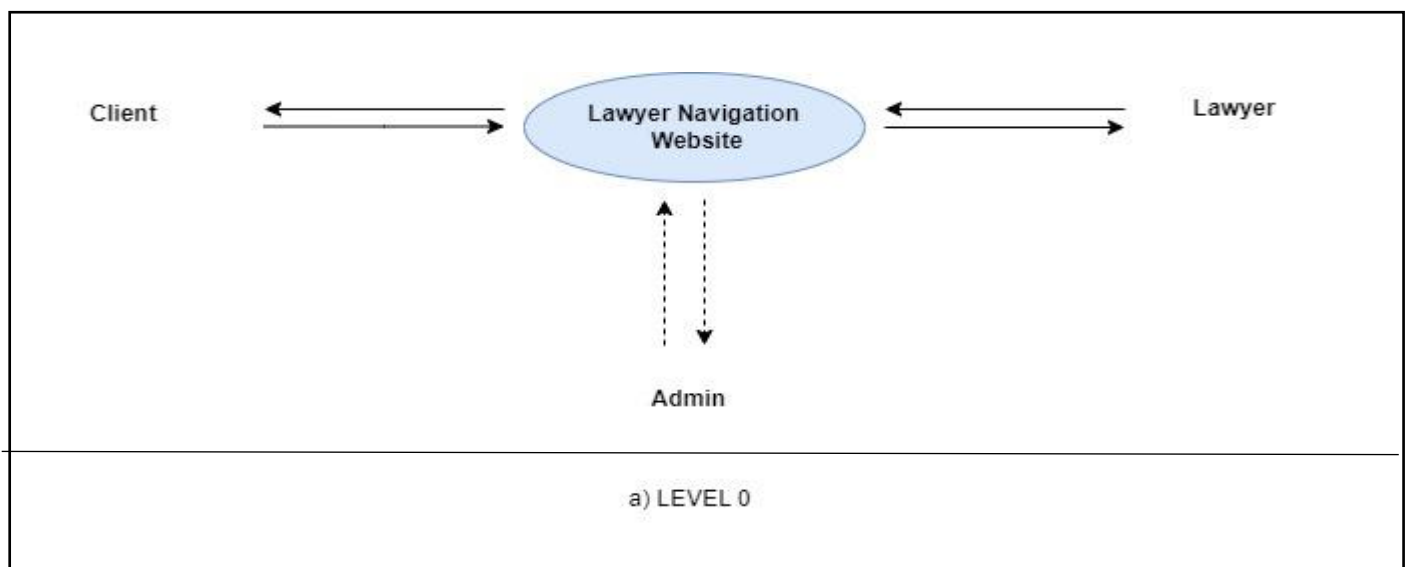 Client
Lawyer Navigation
Website
Lawyer
Admin
a) LEVEL 0